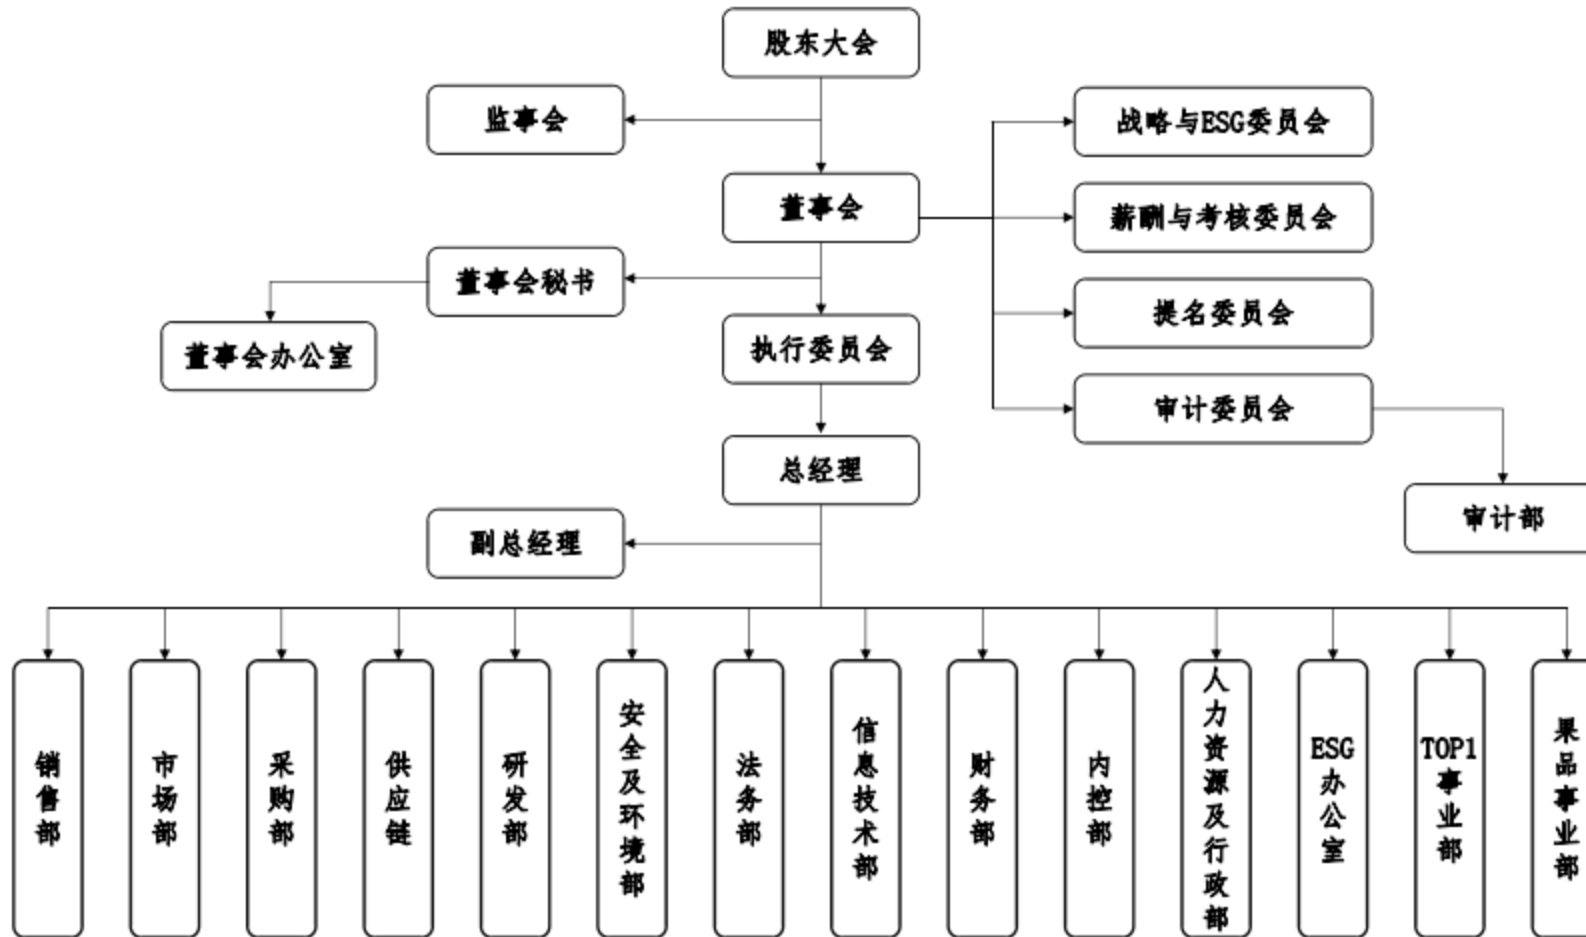 股东大会
监事会
战略与ESG委员会
董事会
薪酬与考核委员会
董事会秘书
提名委员会
董事会办公室
执行委员会
审计委员会
总经理
审计部
副总经理
销售部
市场部
采购部
供应链
研发部
安全及环境部
法务部
信息技术部
财务部
内控部
人力资源及行政部
ESG办公室
TOP1事业部
果品事业部